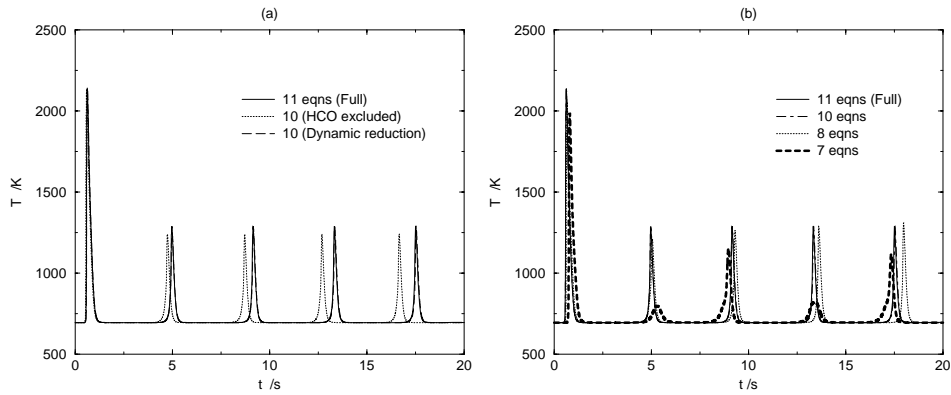 (a)
2500
2000
1500
1000
500
T /K
11 eqns (Full)
10 (HCO excluded)
10 (Dynamic reduction)
0
5
10
15
20
t /s
(b)
2500
2000
1500
1000
500
T /K
11 eqns (Full)
10 eqns
8 eqns
7 eqns
0
5
10
15
20
t /s